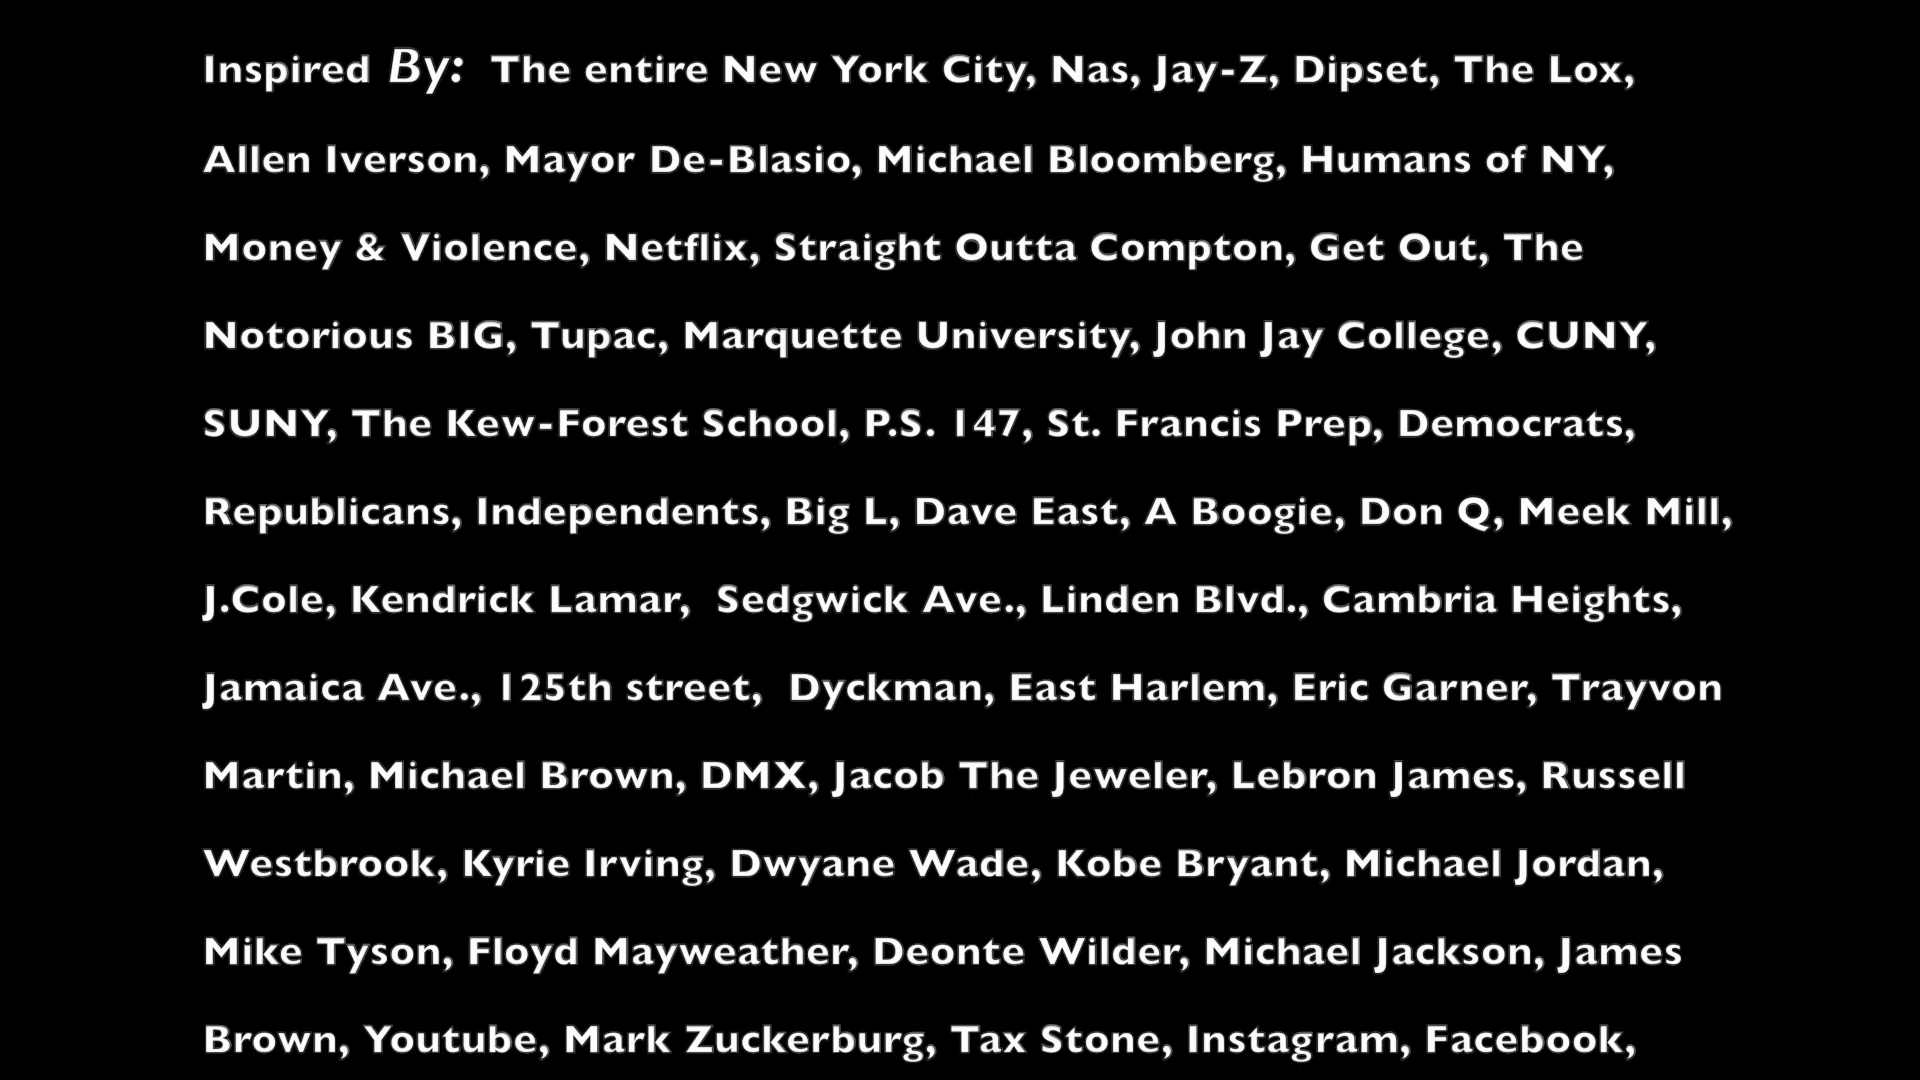 Inspired By:  The entire New York City, Nas, Jay-Z, Dipset, The Lox,
Allen Iverson, Mayor De-Blasio, Michael Bloomberg, Humans of NY,
Money & Violence, Netflix, Straight Outta Compton, Get Out, The
Notorious BIG, Tupac, Marquette University, John Jay College, CUNY,
SUNY, The Kew-Forest School, P.S. 147, St. Francis Prep, Democrats,
Republicans, Independents, Big L, Dave East, A Boogie, Don Q, Meek Mill,
J.Cole, Kendrick Lamar,  Sedgwick Ave., Linden Blvd., Cambria Heights,
Jamaica Ave., 125th street,  Dyckman, East Harlem, Eric Garner, Trayvon
Martin, Michael Brown, DMX, Jacob The Jeweler, Lebron James, Russell
Westbrook, Kyrie Irving, Dwyane Wade, Kobe Bryant, Michael Jordan,
Mike Tyson, Floyd Mayweather, Deonte Wilder, Michael Jackson, James
Brown, Youtube, Mark Zuckerburg, Tax Stone, Instagram, Facebook,